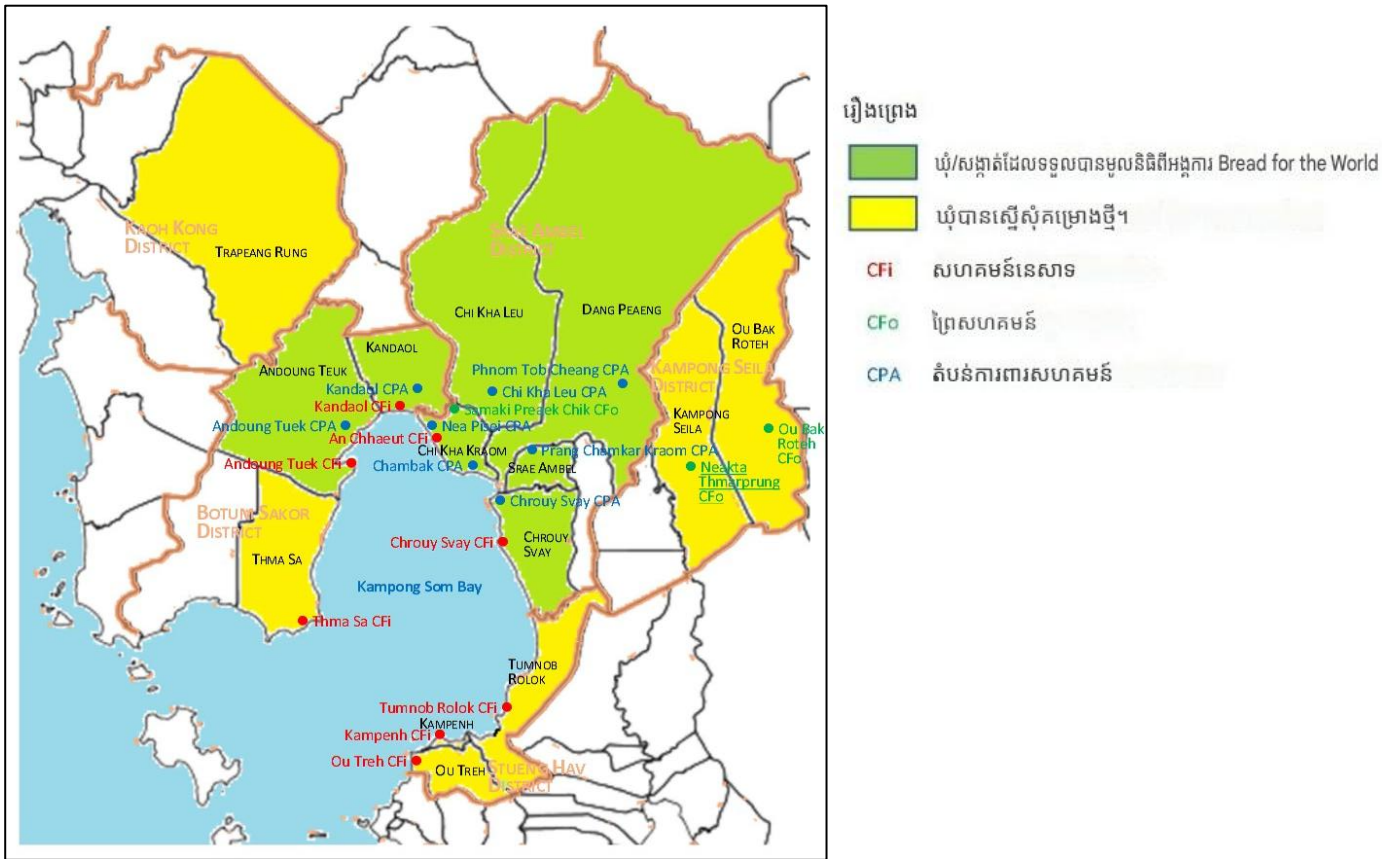 KAOH KONG
DISTRICT
TRAPEANG RUNG
SRAE AMBEL
DISTRICT
CHI KHA LEU
DANG PEAENG
OU BAK
ROTEH
KANDAOL
ANDOUNG TEUK
Phnom Tob Cheang CPA
KAMPONG SEILA
DISTRICT
Kandaol CPA
Chi Kha Leu CPA
Kandaol CFi
Samaki Preaek Chik CFo
KAMPONG
SEILA
Andoung Tuek CPA
Nea Pisei CPA
Ou Bak
Roteh
CFo
An Chhaeut CFi
CHI KHA KRAOM
Prang Chamkar Kraom CPA
Andoung Tuek CFi
Chambak CPA
SRAE AMBEL
Neakta
Thmarprung
CFo
BOTUM SAKOR
DISTRICT
Chrouy Svay CPA
Chrouy Svay CFi
CHROUY
SVAY
THMA SA
Kampong Som Bay
Thma Sa CFi
TUMNOB
ROLOK
Tumnob Rolok CFi
KAMPENH
Kampenh CFi
Ou Treh CFi
OU TREH
STUENG HAV
DISTRICT
រឿងព្រេង
ឃុំ/សង្កាត់ដែលទទួលបានមូលនិធិពីអង្គការ Bread for the World
ឃុំបានស្នើសុំគម្រោងថ្មី។
CFi សហគមន៍នេសាទ
CFo ព្រៃសហគមន៍
CPA តំបន់ការពារសហគមន៍